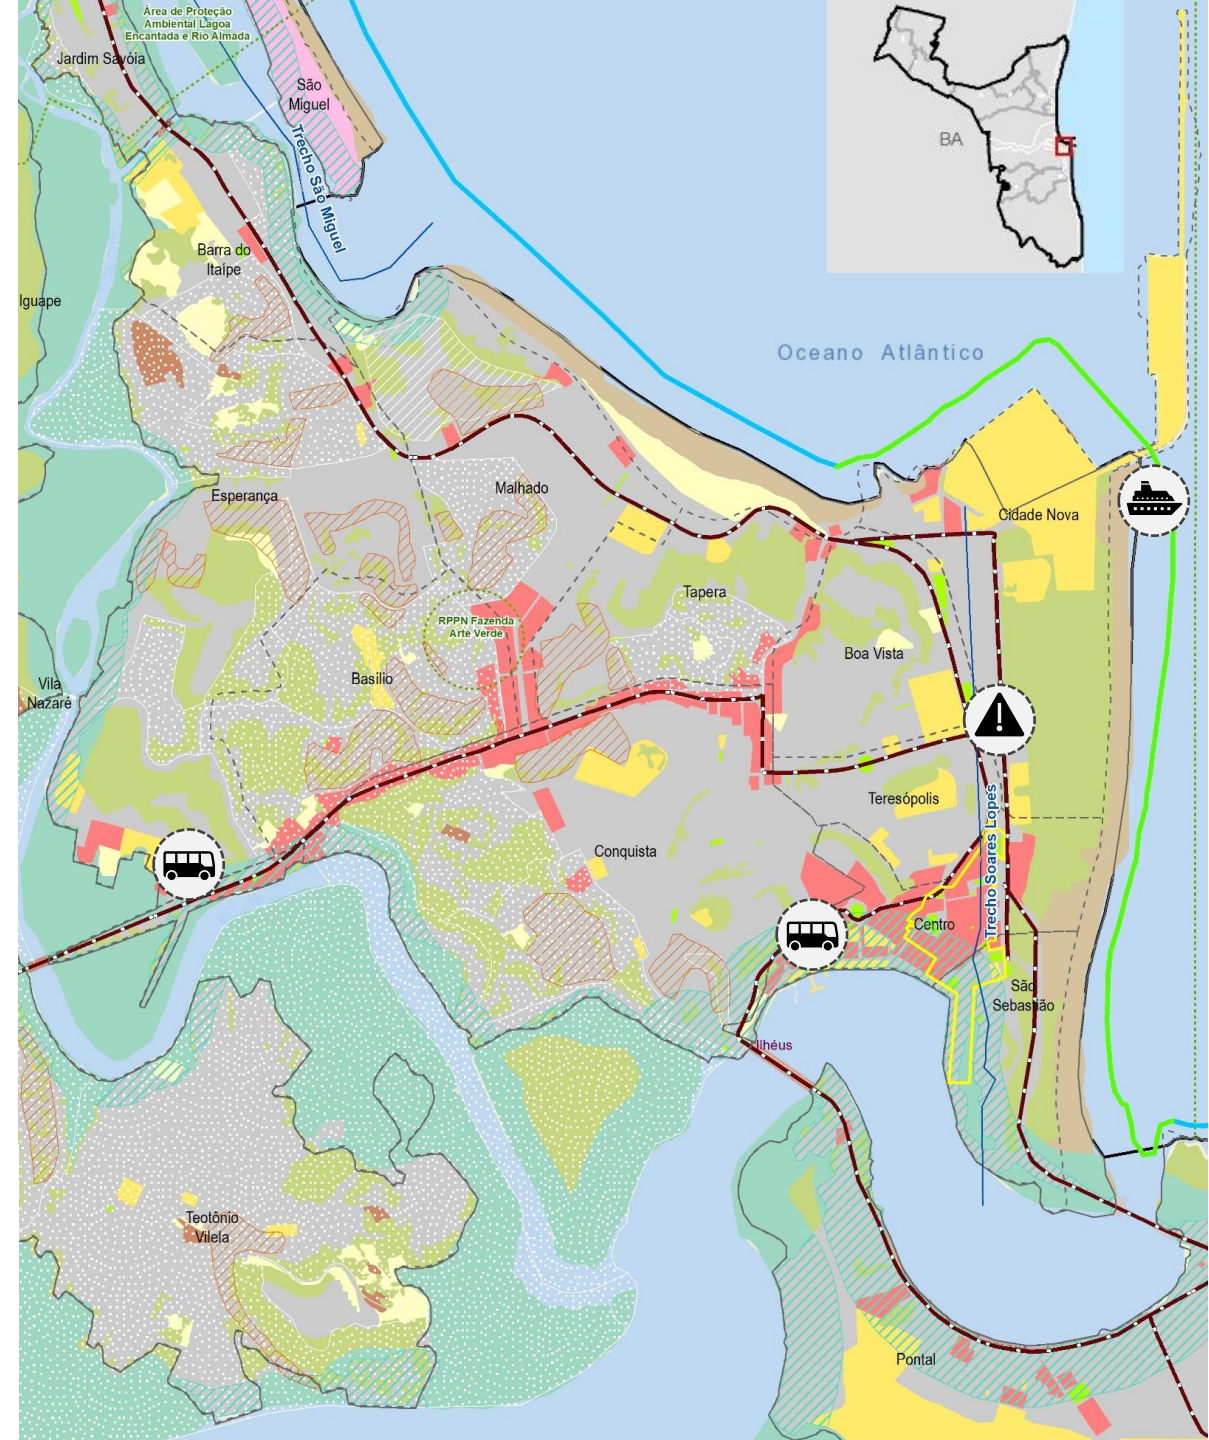 Área de Proteção
Ambiental Lagoa
Encantada e Rio Almada
Jardim Savóia
São
Miguel
Trecho São Miguel
BA
Barra do
Itaípe
Iguape
Oceano Atlântico
Esperança
Malhado
Cidade Nova
Tapera
RPPN Fazenda
Arte Verde
Boa Vista
Basílio
Vila
Nazaré
Teresópolis
Trecho Soares Lopes
Conquista
Centro
São
Sebastião
Ilhéus
Teotônio
Vilela
Pontal